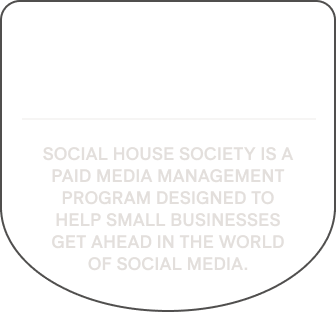 SOCIAL HOUSE SOCIETY IS A
PAID MEDIA MANAGEMENT
PROGRAM DESIGNED TO
HELP SMALL BUSINESSES
GET AHEAD IN THE WORLD
OF SOCIAL MEDIA.